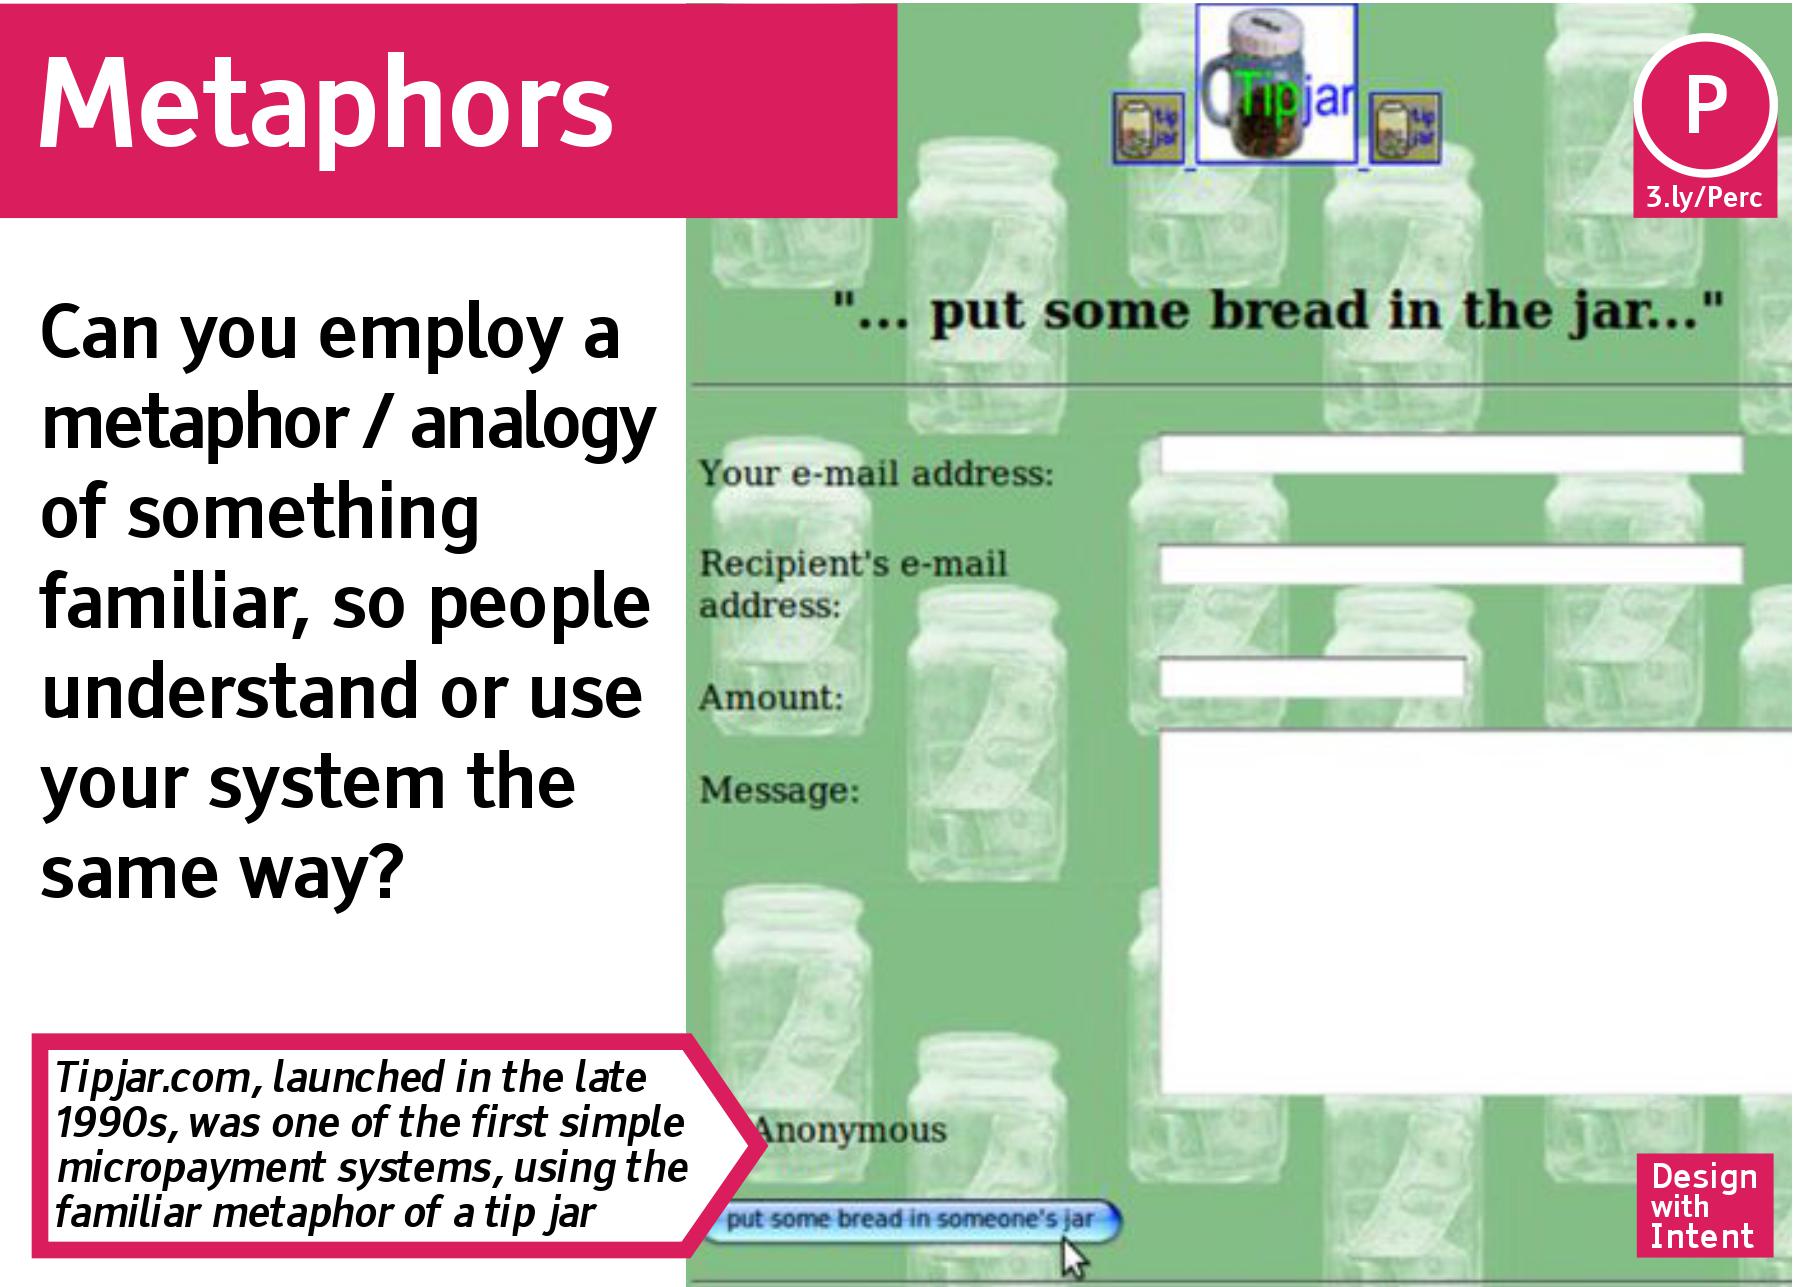 Metaphors
Can you employ a
metaphor / analogy
of something
familiar, so people
understand or use
your system the
same way?
Tipjar.com, launched in the late
1990s, was one of the first simple
micropayment systems, using the
familiar metaphor of a tip jar
tip
jar
Tipjar
tip
jar
P
3.ly/Perc
"... put some bread in the jar..."
Your e-mail address:
Recipient's e-mail
address:
Amount:
Message:
Anonymous
put some bread in someone's jar
Design
with
Intent